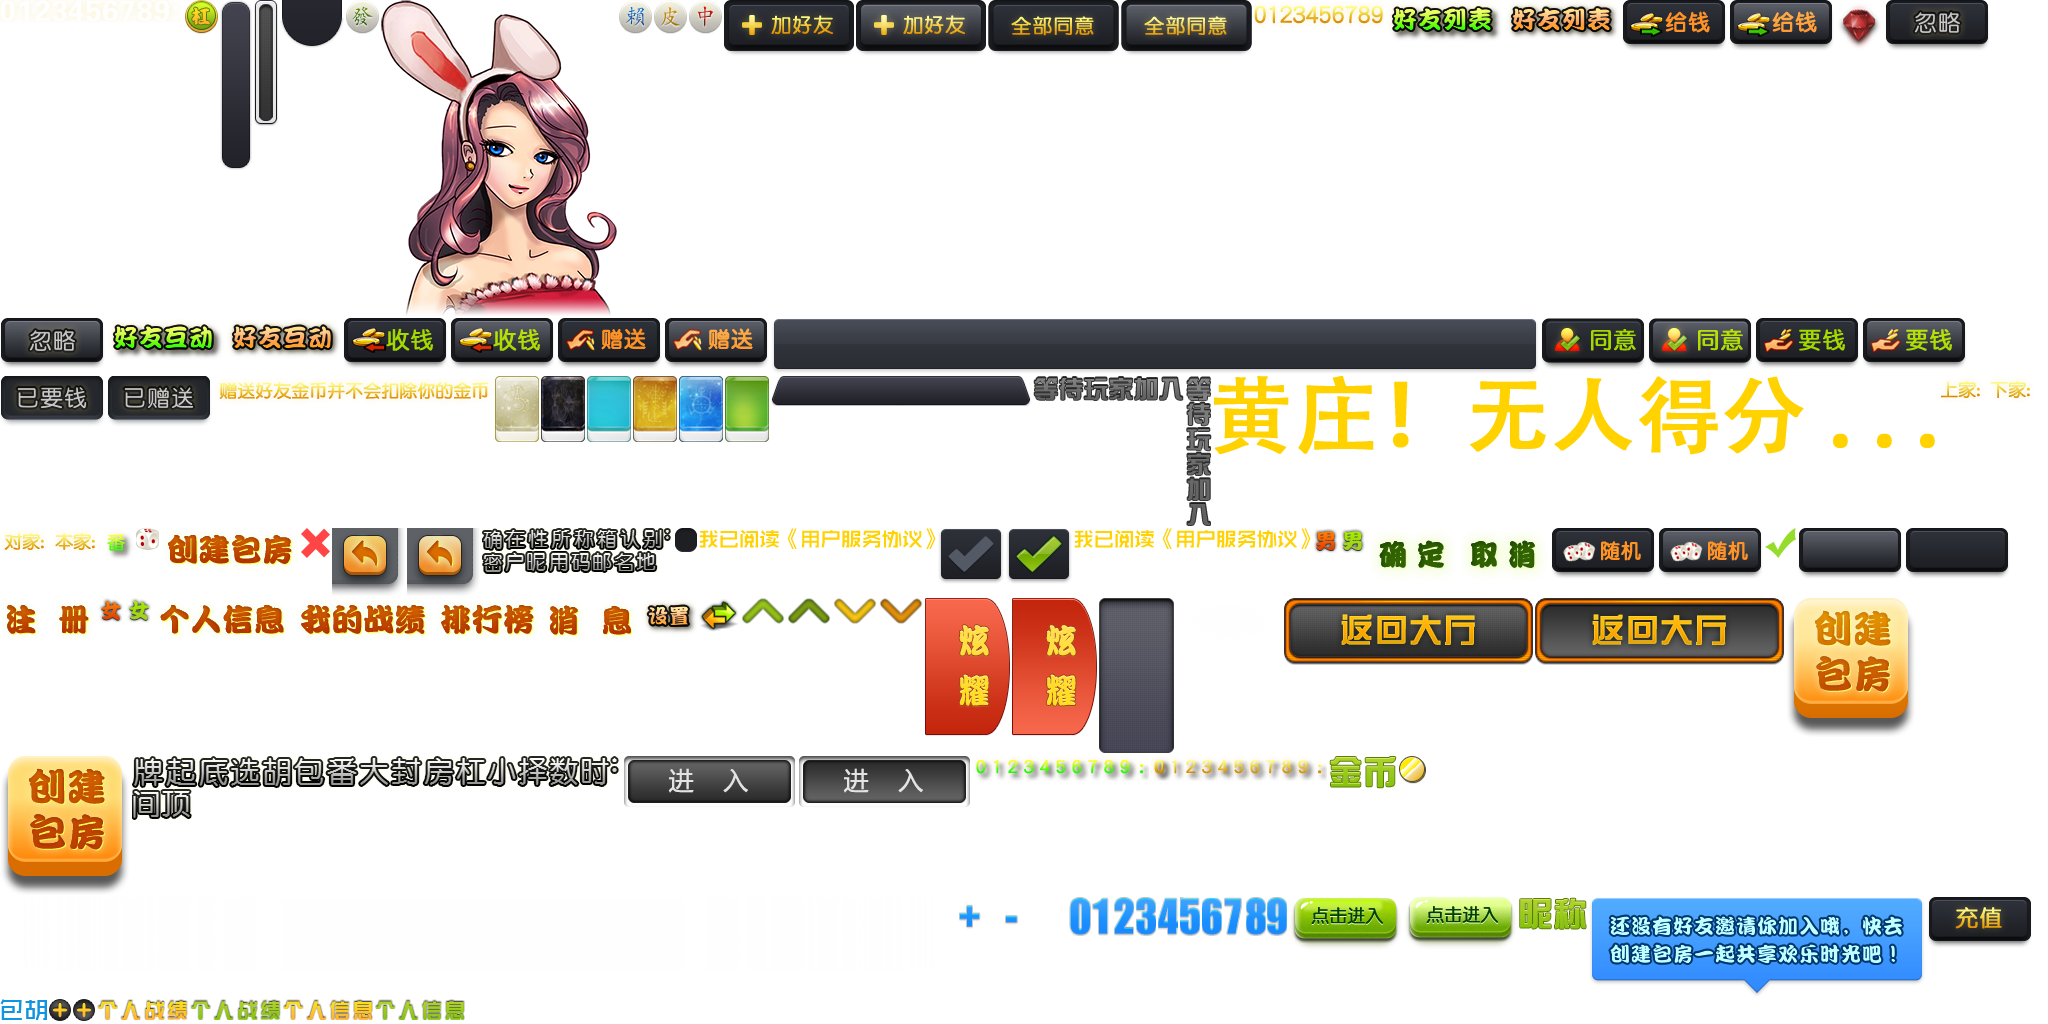 0123456789
杠
發
賴 皮 中
加好友 加好友 全部同意 全部同意
0123456789
好友列表 好友列表
给钱 给钱
忽略
忽略
好友互动 好友互动
收钱 收钱 赠送 赠送
同意 同意 要钱 要钱
已要钱 已赠送
赠送好友金币并不会扣除你的金币
等待玩家加入
等待玩家加入
黄庄！无人得分...
上家: 下家:
对家: 本家:
番
创建包房
确在性所称箱认别:
密户昵用码邮名地
我已阅读《用户服务协议》
我已阅读《用户服务协议》
男 男
确 定 取 消
随机 随机
注 册
女 女
个人信息 我的战绩 排行榜 消 息
设置
炫耀
炫耀
返回大厅 返回大厅
创建
包房
创建
包房
牌起底选胡包番大封房杠小择数时:
间顶
进 入 进 入
0123456789: 0123456789:
金币
+ -
0123456789
点击进入 点击进入
昵称
还没有好友邀请你加入哦，快去
创建包房一起共享欢乐时光吧！
充值
包胡
个人战绩 个人战绩 个人信息 个人信息